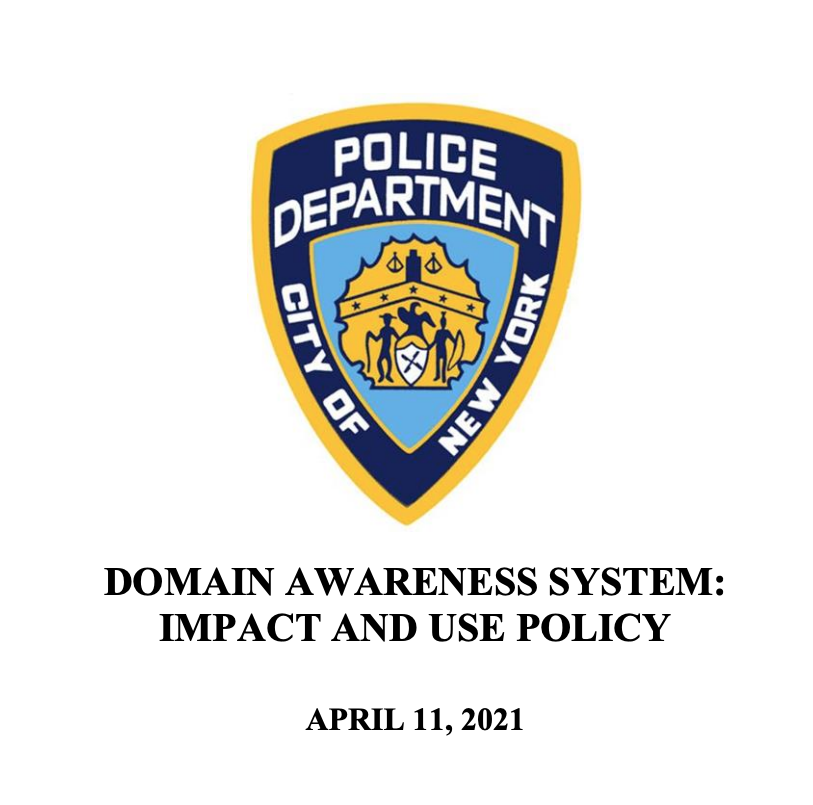 POLICE
DEPARTMENT
CITY OF
NEW YORK
DOMAIN AWARENESS SYSTEM:
IMPACT AND USE POLICY
APRIL 11, 2021